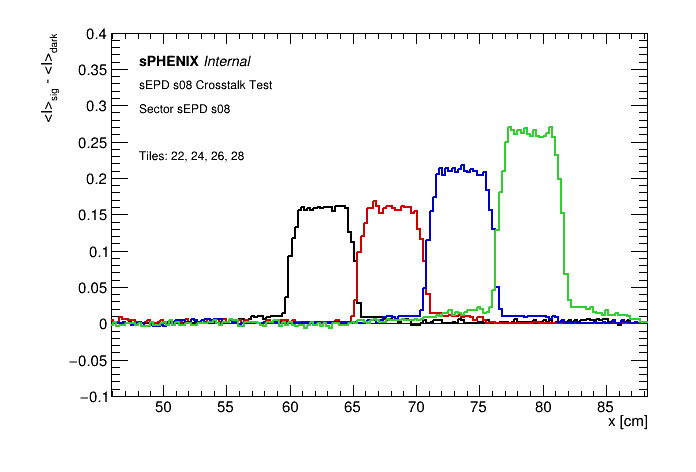 <I>sig - <I>dark
0.4
0.35
0.3
0.25
0.2
0.15
0.1
0.05
0
−0.05
−0.1
sPHENIX Internal
sEPD s08 Crosstalk Test
Sector sEPD s08
Tiles: 22, 24, 26, 28
50 55 60 65 70 75 80 85
x [cm]